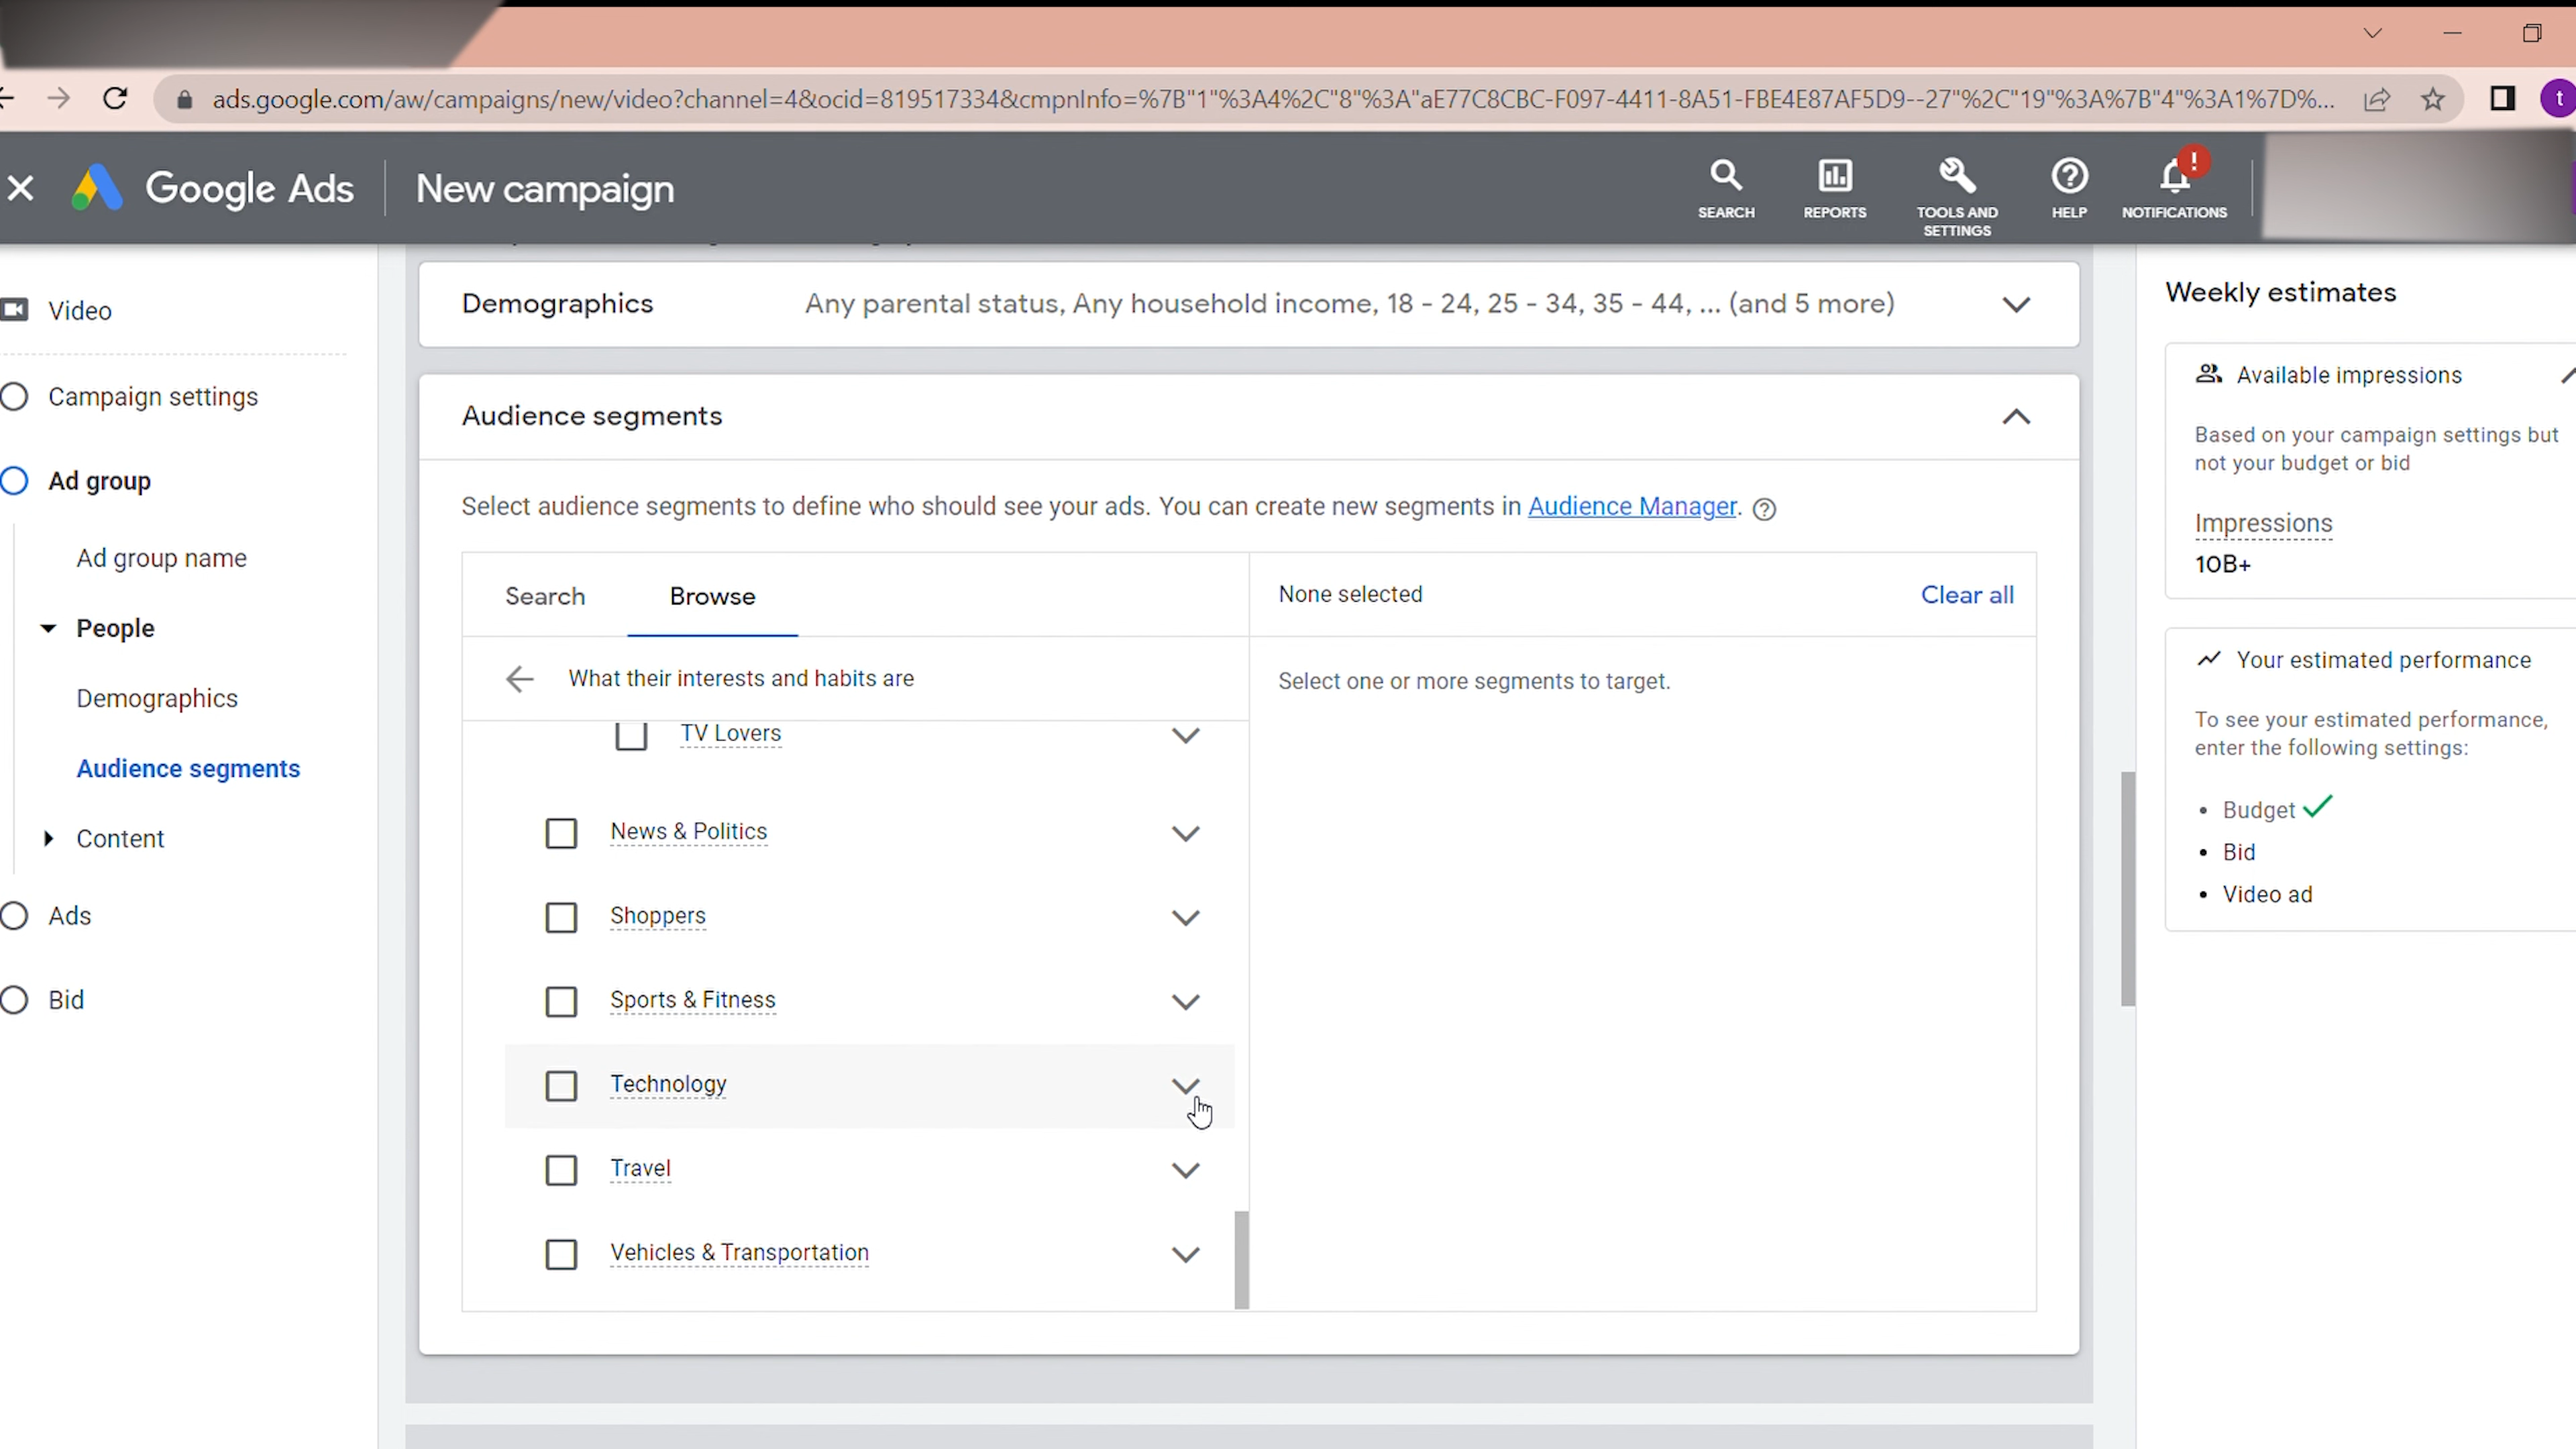 ads.google.com/aw/campaigns/new/video?channel=4&ocid=819517334&cmpnInfo=%7B"1"%3A4%2C"8"%3A"aE77C8CBC-F097-4411-8A51-FBE4E87AF5D9--27"%2C"19"%3A%7B"4"%3A1%7D%...
t
Google Ads
New campaign
SEARCH
REPORTS
TOOLS AND
SETTINGS
HELP
!
NOTIFICATIONS
Video
Campaign settings
Ad group
Ad group name
People
Demographics
Audience segments
Content
Ads
Bid
Demographics
Any parental status, Any household income, 18 - 24, 25 - 34, 35 - 44, ... (and 5 more)
Audience segments
Select audience segments to define who should see your ads. You can create new segments in Audience Manager.
Search
Browse
None selected
Clear all
What their interests and habits are
Select one or more segments to target.
TV Lovers
News & Politics
Shoppers
Sports & Fitness
Technology
Travel
Vehicles & Transportation
Weekly estimates
Available impressions
Based on your campaign settings but
not your budget or bid
Impressions
10B+
Your estimated performance
To see your estimated performance,
enter the following settings:
• Budget
• Bid
• Video ad